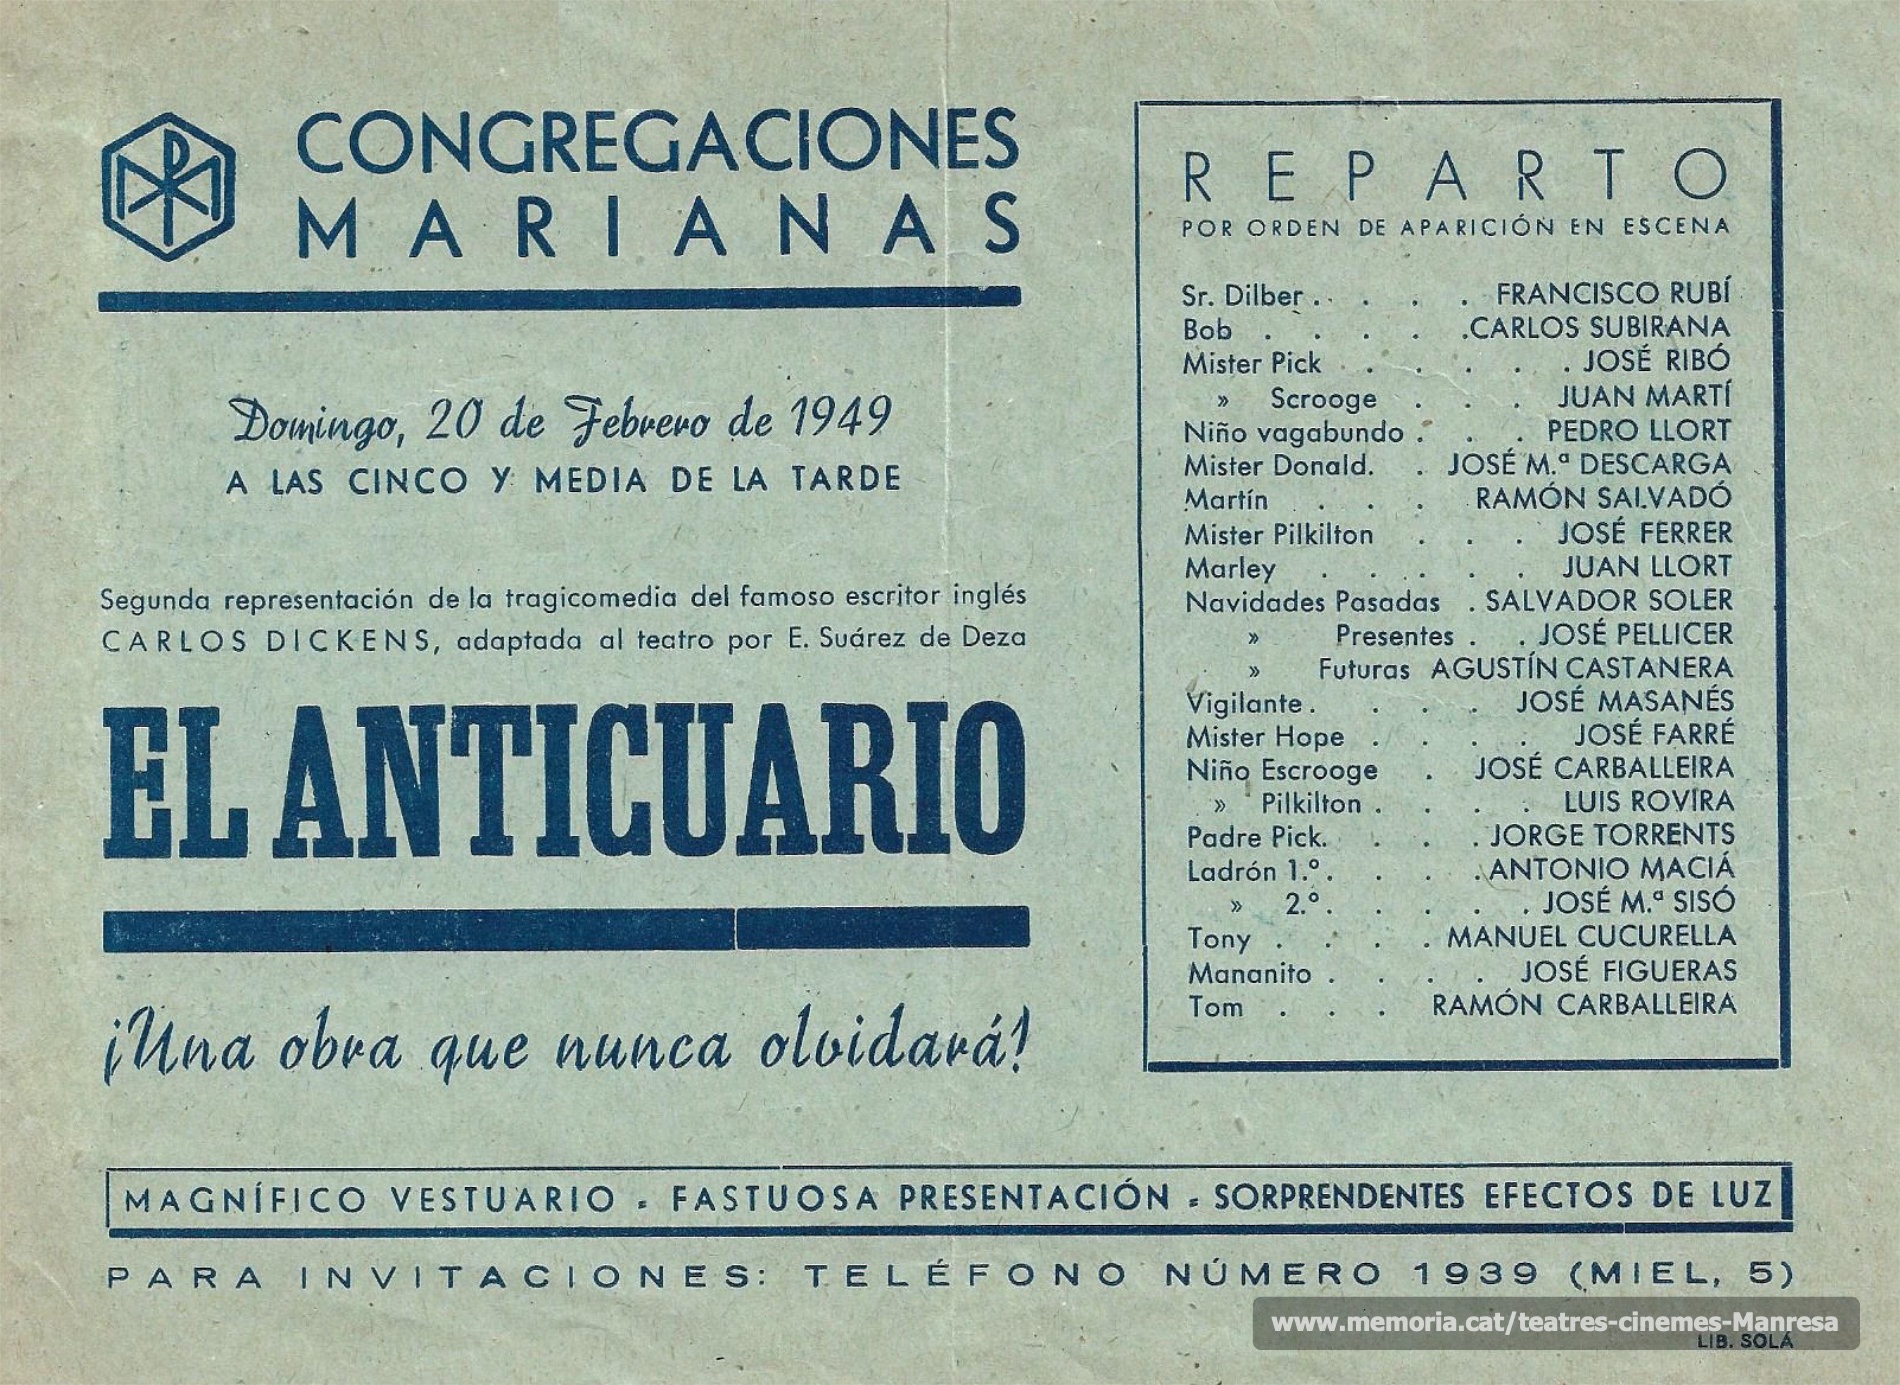 CONGREGACIONES
MARIANAS
Domingo, 20 de Febrero de 1949
A LAS CINCO Y MEDIA DE LA TARDE
Segunda representación de la tragicomedia del famoso escritor inglés
CARLOS DICKENS, adaptada al teatro por E. Suárez de Deza
EL ANTICUARIO
¡Una obra que nunca olvidará!
REPARTO
POR ORDEN DE APARICIÓN EN ESCENA
Sr. Dilber . . . . . FRANCISCO RUBÍ
Bob . . . . . CARLOS SUBIRANA
Mister Pick . . . . . JOSÉ RIBÓ
» Scrooge . . . JUAN MARTÍ
Niño vagabundo . . . PEDRO LLORT
Mister Donald. . JOSÉ M.ª DESCARGA
Martín . . . RAMÓN SALVADÓ
Mister Pilkilton . . . JOSÉ FERRER
Marley . . . . . JUAN LLORT
Navidades Pasadas . SALVADOR SOLER
» Presentes . . JOSÉ PELLICER
» Futuras AGUSTÍN CASTANERA
Vigilante . . . . JOSÉ MASANÉS
Mister Hope . . . . JOSÉ FARRÉ
Niño Escrooge . JOSÉ CARBALLEIRA
» Pilkilton . . . . LUIS ROVIRA
Padre Pick. . . . JORGE TORRENTS
Ladrón 1.º. . . . ANTONIO MACIÁ
» 2.º. . . . . JOSÉ M.ª SISÓ
Tony . . . . MANUEL CUCURELLA
Mananito . . . . JOSÉ FIGUERAS
Tom . . . RAMÓN CARBALLEIRA
MAGNÍFICO VESTUARIO - FASTUOSA PRESENTACIÓN - SORPRENDENTES EFECTOS DE LUZ
PARA INVITACIONES: TELÉFONO NÚMERO 1939 (MIEL, 5)
www.memoria.cat/teatres-cinemes-Manresa
LIB. SOLÁ